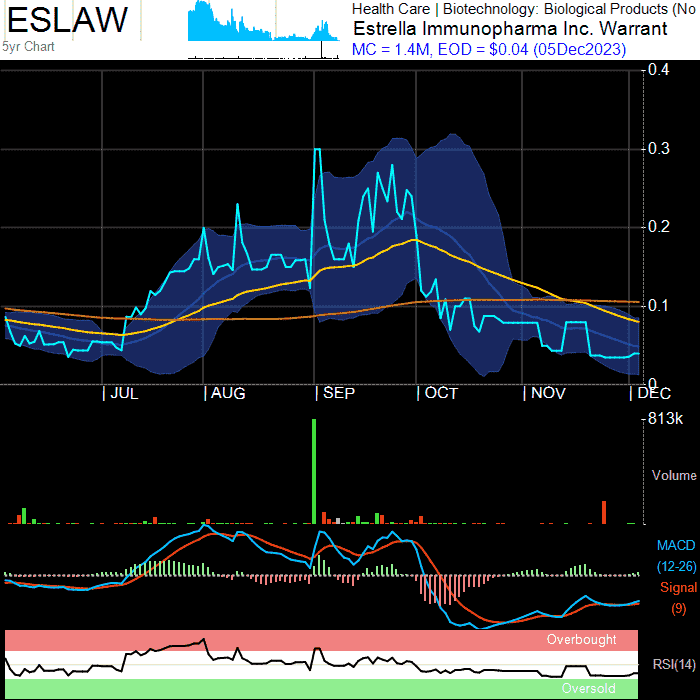 ESLAW
5yr Chart
Health Care | Biotechnology: Biological Products (No
Estrella Immunopharma Inc. Warrant
MC = 1.4M, EOD = $0.04 (05Dec2023)
0.4
0.3
0.2
0.1
0
JUL AUG SEP OCT NOV DEC
813k
Volume
MACD
(12-26)
Signal
(9)
Overbought
RSI(14)
Oversold